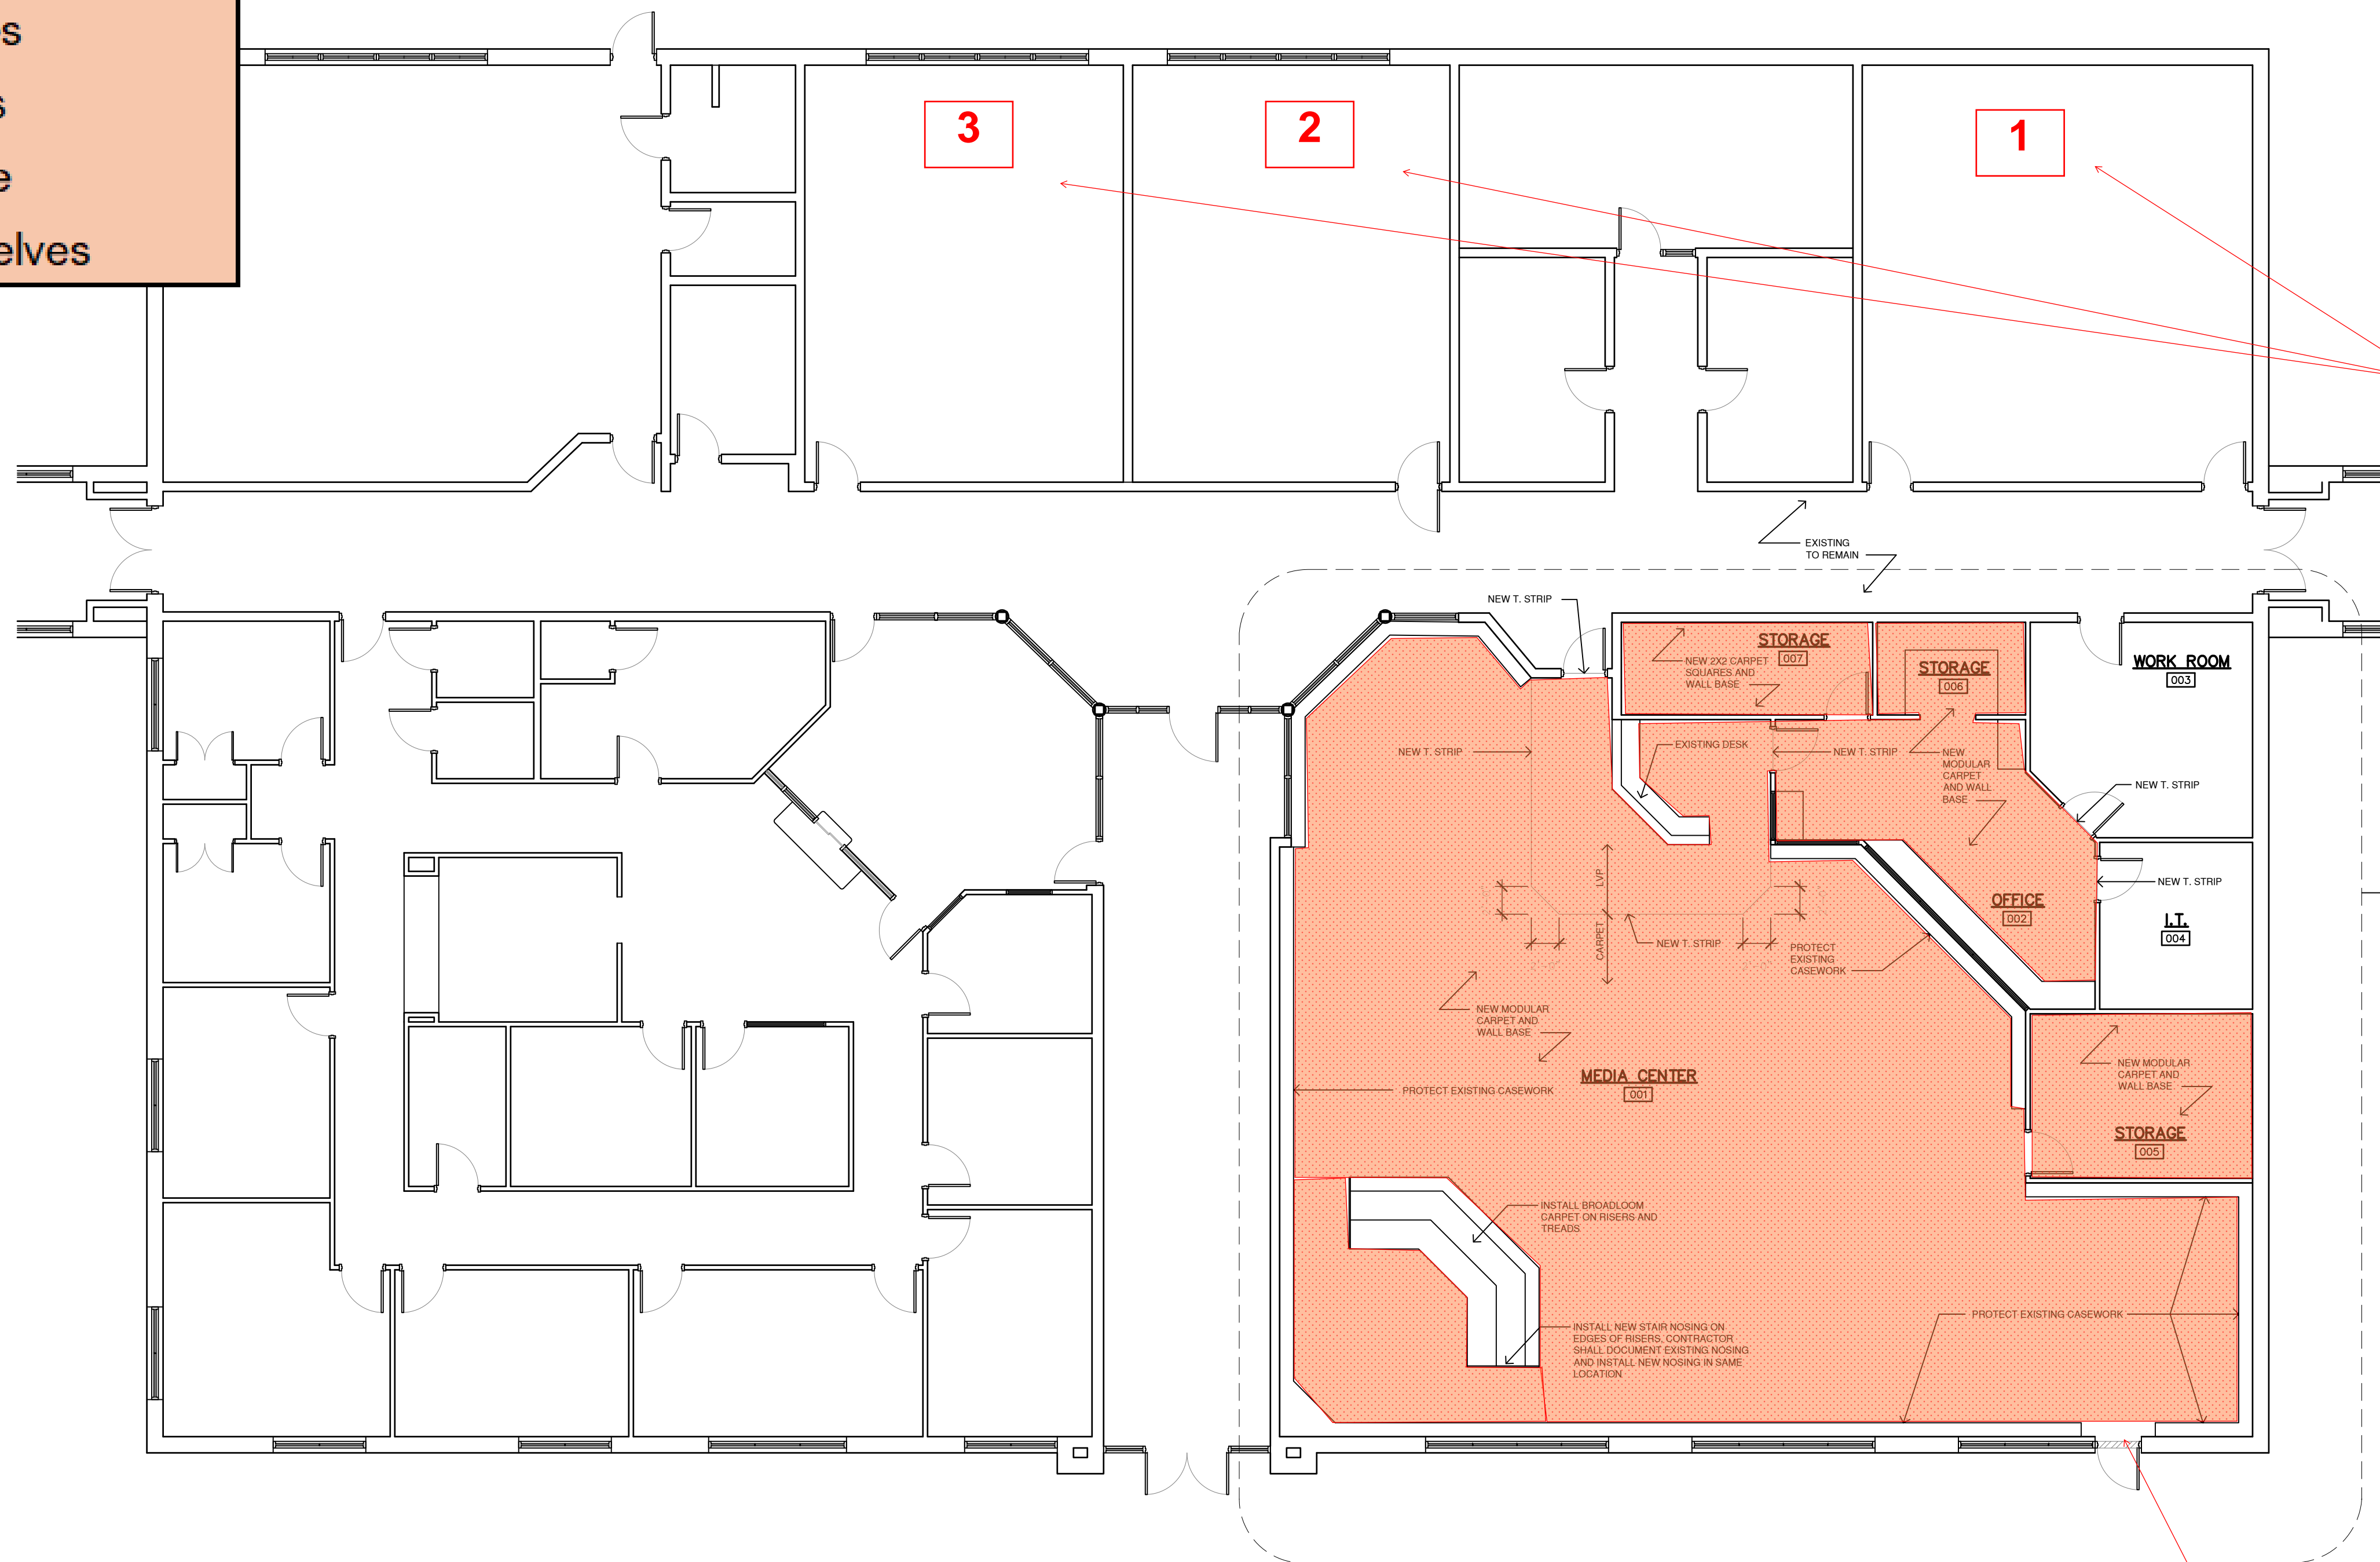 3
2
1
EXISTING
TO REMAIN
NEW T. STRIP
STORAGE
007
NEW 2X2 CARPET
SQUARES AND
WALL BASE
STORAGE
006
WORK ROOM
003
NEW T. STRIP
EXISTING DESK
NEW T. STRIP
NEW
MODULAR
CARPET
AND WALL
BASE
NEW T. STRIP
LVP
CARPET
NEW T. STRIP
OFFICE
002
NEW T. STRIP
I.T.
004
PROTECT
EXISTING
CASEWORK
NEW MODULAR
CARPET AND
WALL BASE
MEDIA CENTER
001
PROTECT EXISTING CASEWORK
NEW MODULAR
CARPET AND
WALL BASE
STORAGE
005
INSTALL BROADLOOM
CARPET ON RISERS AND
TREADS
PROTECT EXISTING CASEWORK
INSTALL NEW STAIR NOSING ON
EDGES OF RISERS. CONTRACTOR
SHALL DOCUMENT EXISTING NOSING
AND INSTALL NEW NOSING IN SAME
LOCATION